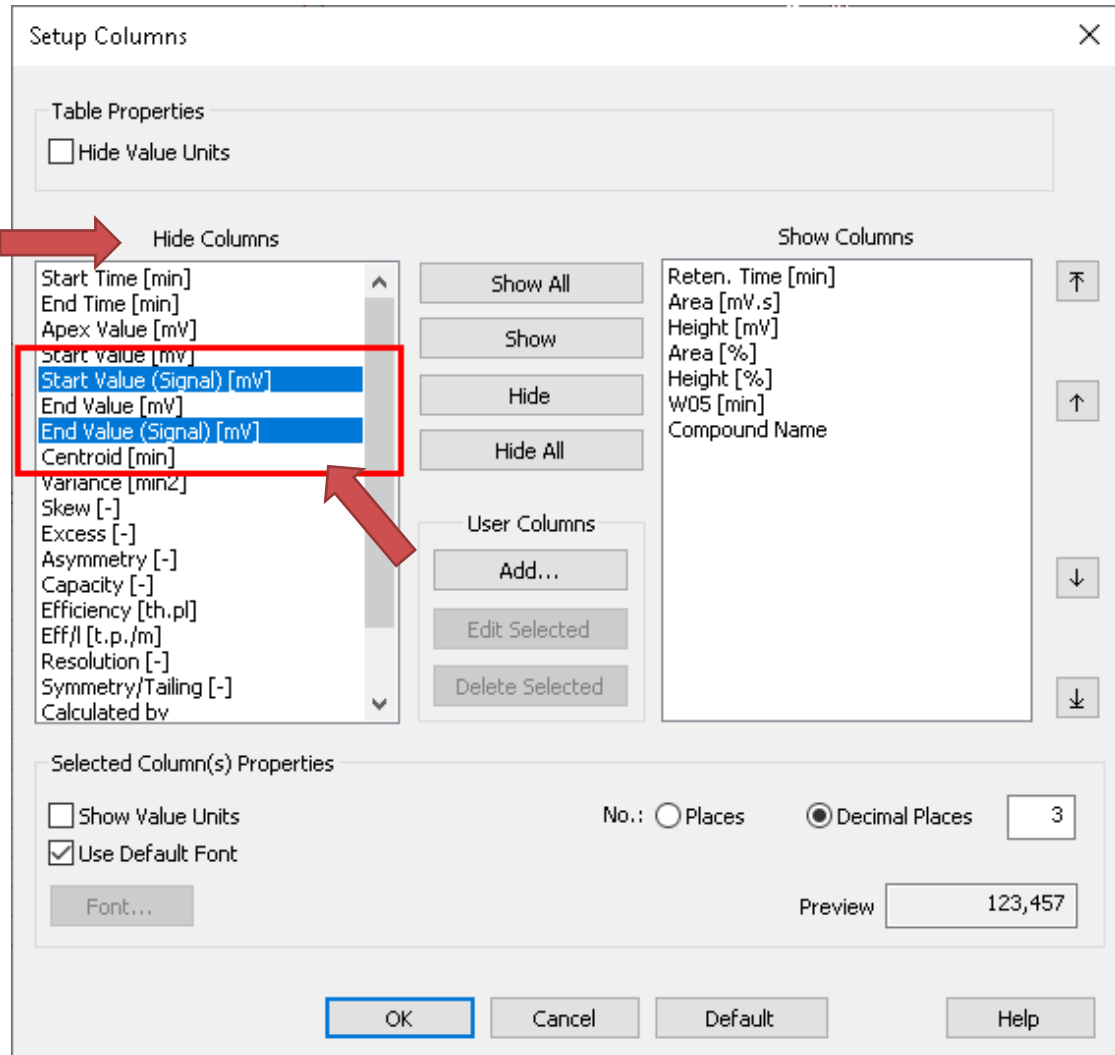 Setup Columns
Table Properties
Hide Value Units
Hide Columns
Show Columns
Start Time [min]
End Time [min]
Apex Value [mV]
Start Value [mV]
Start Value (Signal) [mV]
End Value [mV]
End Value (Signal) [mV]
Centroid [min]
Variance [min2]
Skew [-]
Excess [-]
Asymmetry [-]
Capacity [-]
Efficiency [th.pl]
Eff/l [t.p./m]
Resolution [-]
Symmetry/Tailing [-]
Calculated by
Show All
Show
Hide
Hide All
User Columns
Add...
Edit Selected
Delete Selected
Reten. Time [min]
Area [mV.s]
Height [mV]
Area [%]
Height [%]
W05 [min]
Compound Name
Selected Column(s) Properties
Show Value Units
No.: Places Decimal Places 3
Use Default Font
Font...
Preview 123,457
OK Cancel Default Help